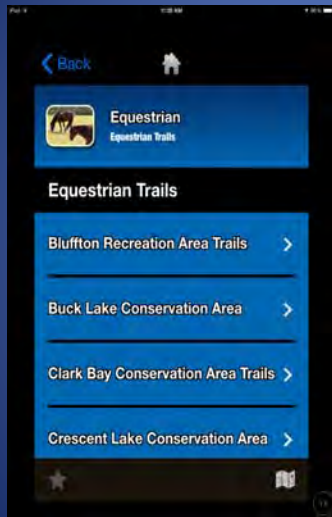 Back
Equestrian
Equestrian Trails
Equestrian Trails
Bluffton Recreation Area Trails
Buck Lake Conservation Area
Clark Bay Conservation Area Trails
Crescent Lake Conservation Area